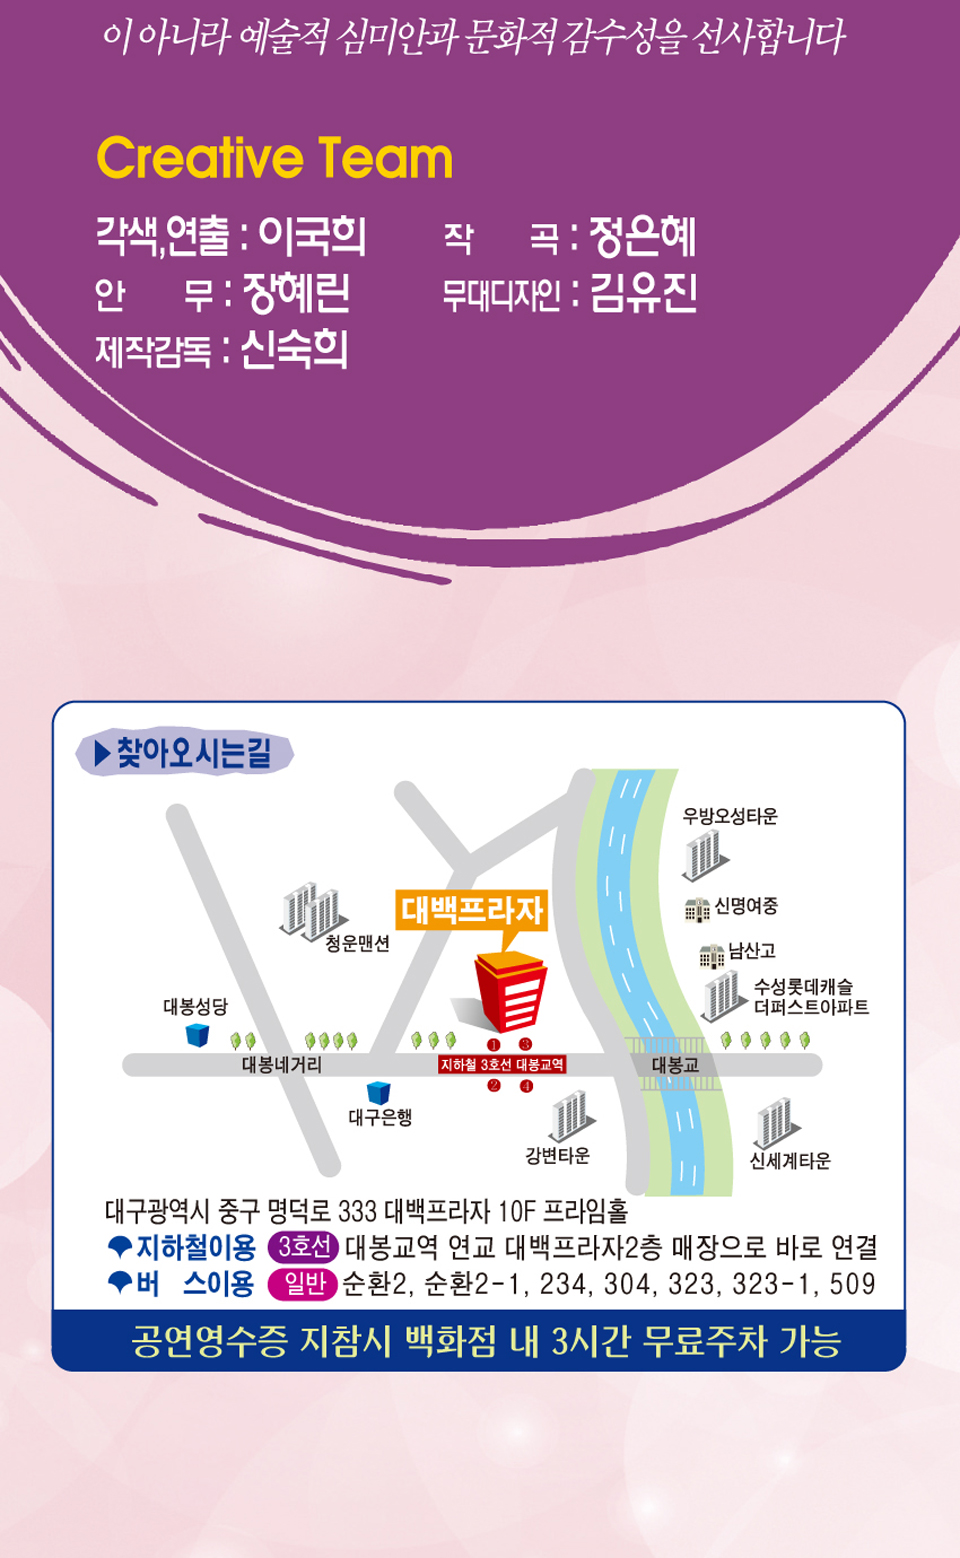 이 아니라 예술적 심미안과 문화적 감수성을 선사합니다
Creative Team
각색,연출 : 이국희 작 곡 : 정은혜
안 무 : 장혜린 무대디자인 : 김유진
제작감독 : 신숙희
▶찾아오시는길
우방오성타운
대백프라자
신명여중
청운맨션
남산고
수성롯데캐슬
더퍼스트아파트
대봉성당
❶ ❸
대봉네거리
지하철 3호선 대봉교역
대봉교
❷ ❹
대구은행
강변타운
신세계타운
대구광역시 중구 명덕로 333 대백프라자 10F 프라임홀
지하철이용 3호선 대봉교역 연교 대백프라자2층 매장으로 바로 연결
버 스이용 일반 순환2, 순환2-1, 234, 304, 323, 323-1, 509
공연영수증 지참시 백화점 내 3시간 무료주차 가능